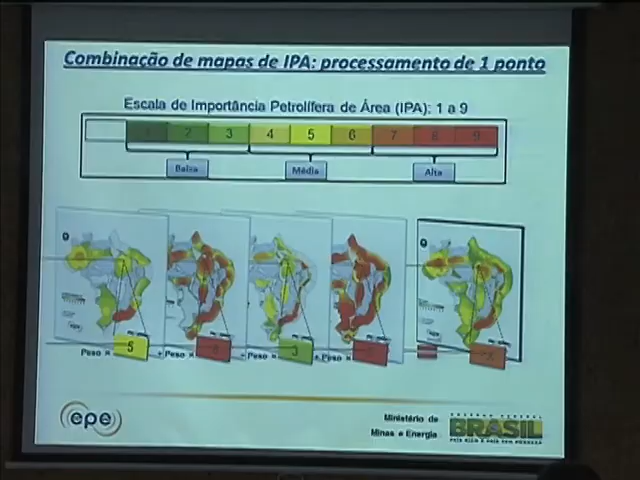 Combinação de mapas de IPA: processamento de 1 ponto
Escala de Importância Petrolífera de Área (IPA): 1 a 9
1 2 3 4 5 6 7 8 9
Baixa Média Alta
Peso × 5 + Peso × + Peso × 3 + Peso ×
epe
Ministério de
Minas e Energia
GOVERNO FEDERAL
BRASIL
PAÍS RICO É PAÍS SEM POBREZA